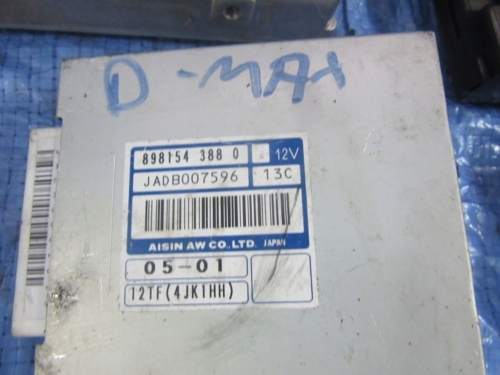 D-MAX
898154 388 0 12V
JADB007596 13C
AISIN AW CO.,LTD. JAPAN
05-01
12TF(4JK1HH)